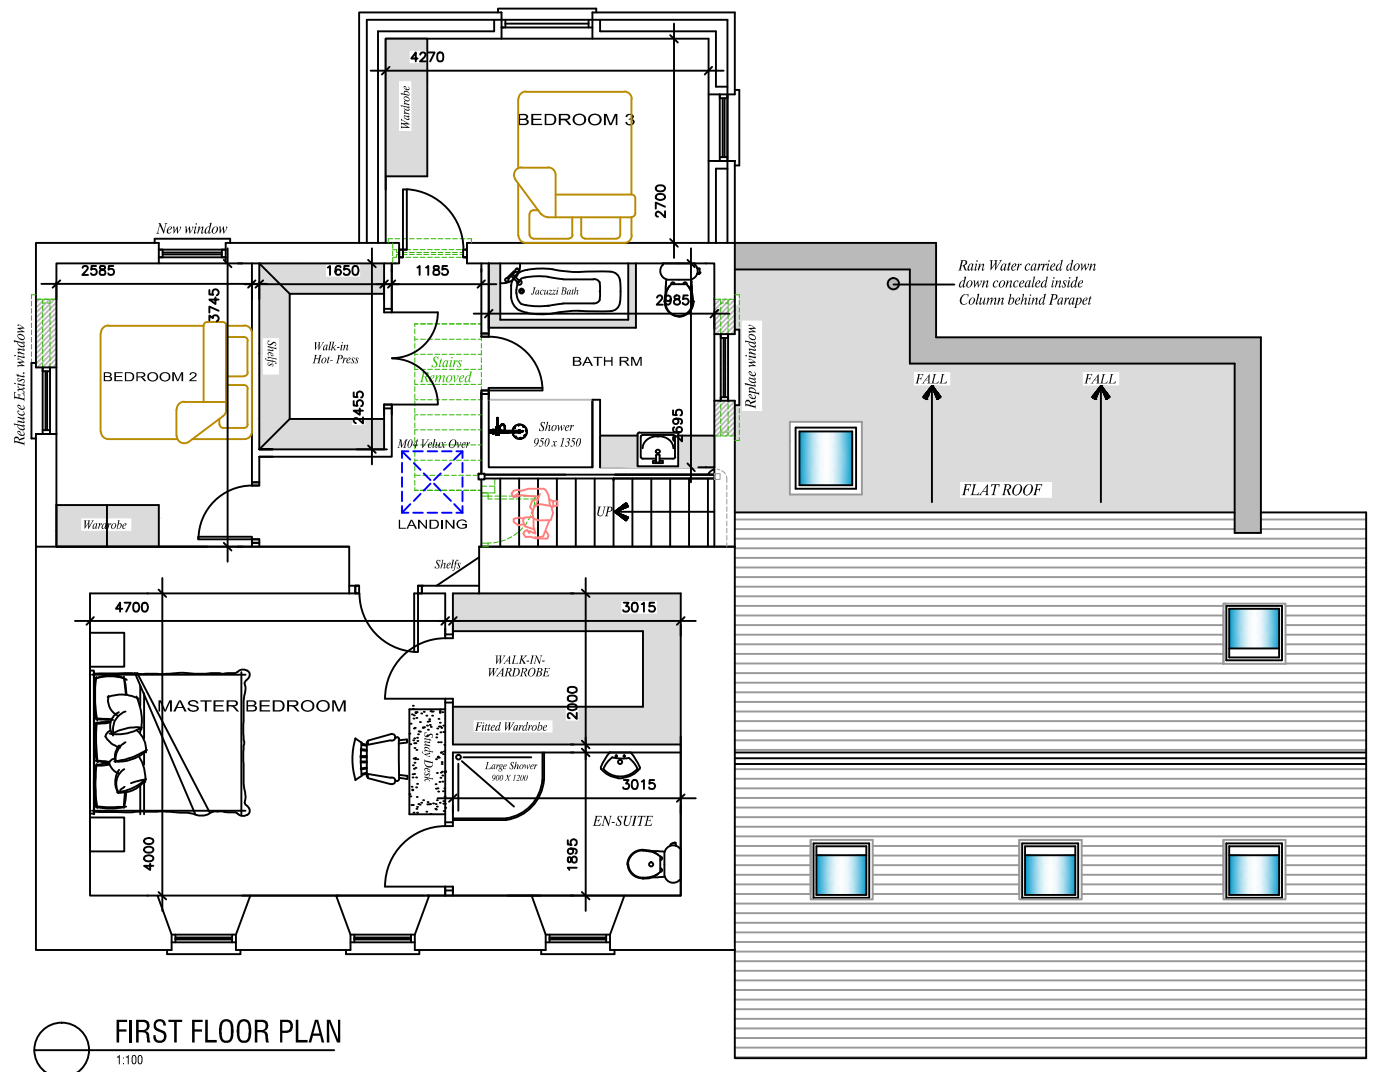 4270
Wardrobe
BEDROOM 3
2700
New window
2585
1650
1185
Jacuzzi Bath
2985
3745
Reduce Exist. window
Shelfs
Walk-in
Hot- Press
Stairs
Removed
BATH RM
Replae window
BEDROOM 2
2455
Shower
950 x 1350
2695
M04 Velux Over
Wardrobe
LANDING
UP
Shelfs
Rain Water carried down
down concealed inside
Column behind Parapet
FALL
FALL
FLAT ROOF
4700
3015
WALK-IN-
WARDROBE
2000
Fitted Wardrobe
MASTER BEDROOM
Study Desk
Large Shower
900 X 1200
3015
EN-SUITE
4000
1895
FIRST FLOOR PLAN
1:100